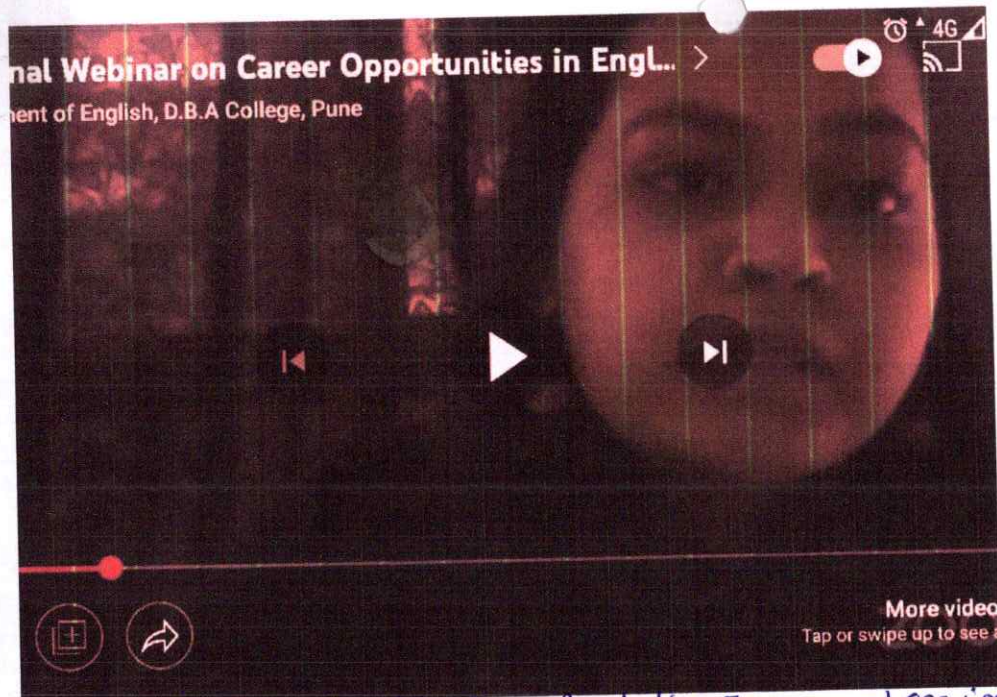 4G
nal Webinar on Career Opportunities in Engl...
nent of English, D.B.A College, Pune
More video
Tap or swipe up to see a